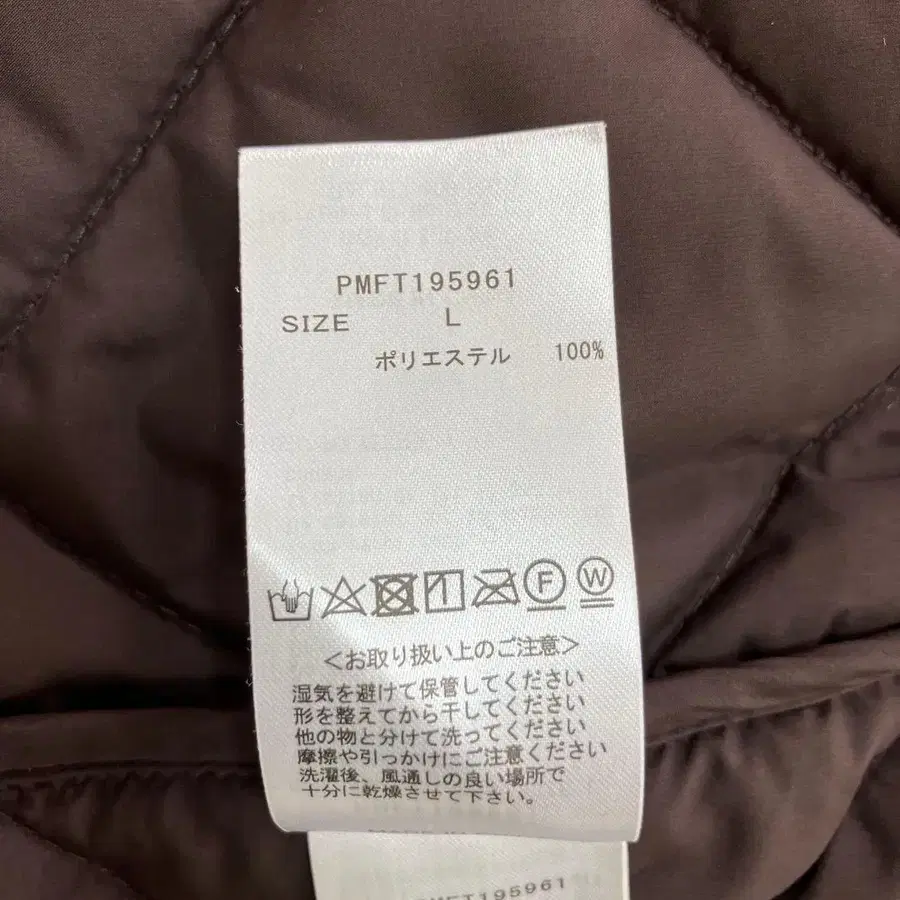 PMFT195961
SIZE L
ポリエステル 100%
F W
<お取り扱い上のご注意>
湿気を避けて保管してください
形を整えてから干してください
他の物と分けて洗ってください
摩擦や引っかけにご注意ください
洗濯後、風通しの良い場所で
十分に乾燥させて下さい。
PMFT195961